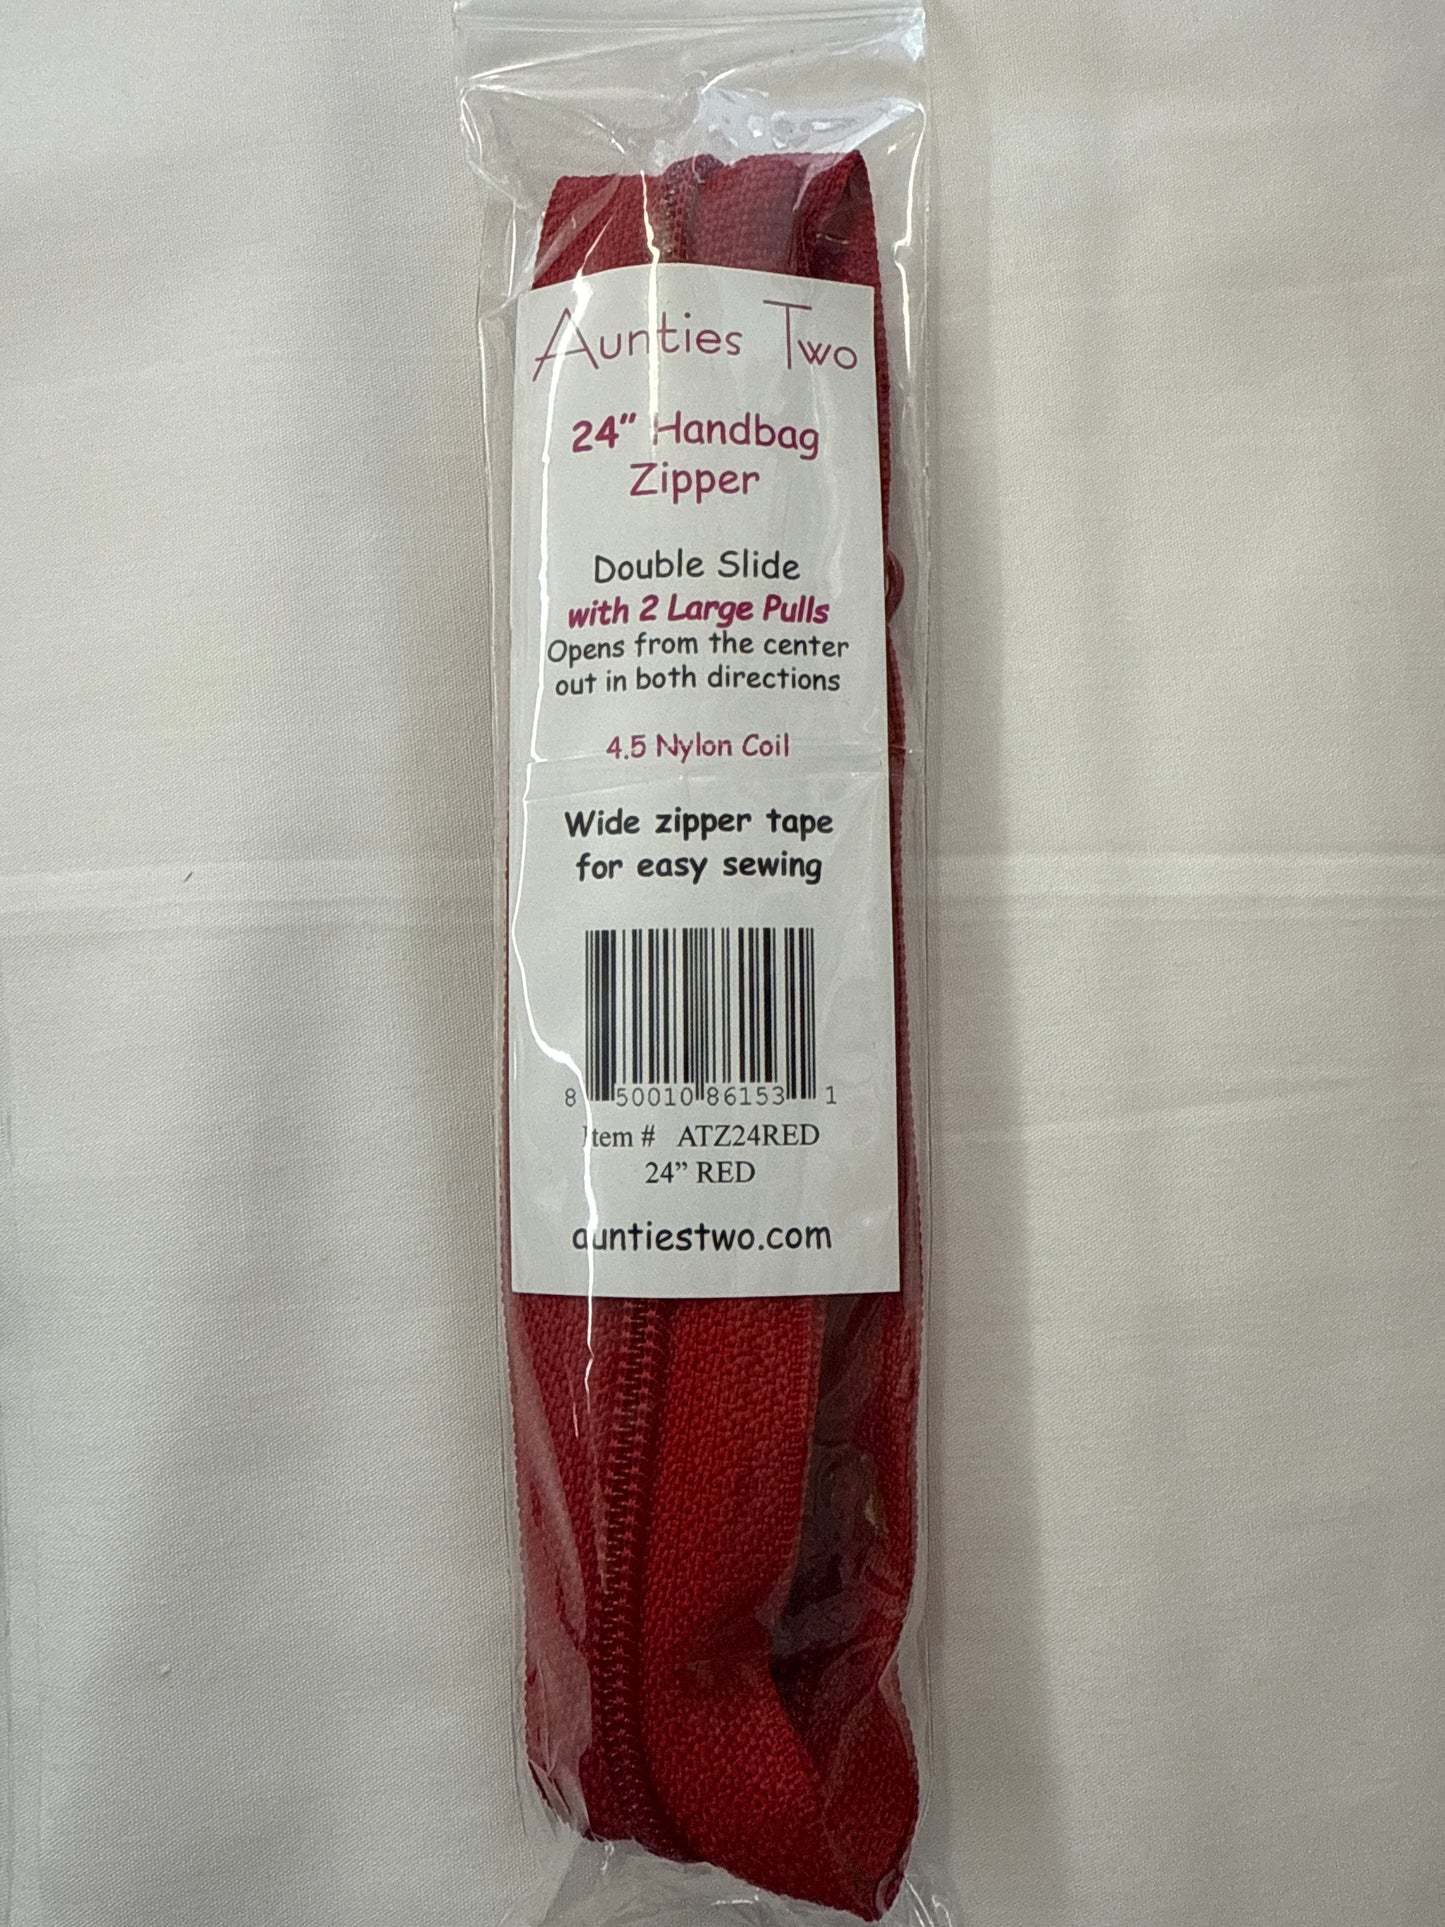 Aunties Two
24" Handbag
Zipper
Double Slide
with 2 Large Pulls
Opens from the center
out in both directions
4.5 Nylon Coil
Wide zipper tape
for easy sewing
8 50010 86153 1
Item # ATZ24RED
24” RED
auntiestwo.com